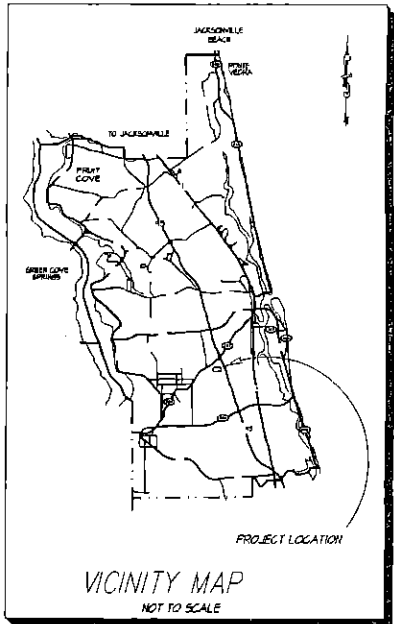 JACKSONVILLE
BEACH
PONTE
VEDRA
TO JACKSONVILLE
FRUIT
COVE
GREEN COVE
SPRINGS
PROJECT LOCATION
VICINITY MAP
NOT TO SCALE